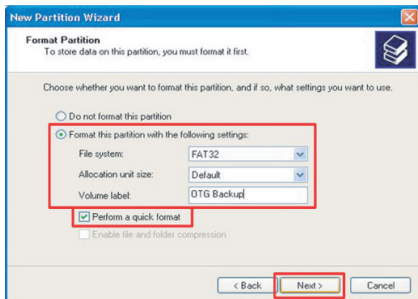 New Partition Wizard
Format Partition
To store data on this partition, you must format it first.
Choose whether you want to format this partition, and if so, what settings you want to use.
Do not format this partition
Format this partition with the following settings:
File system: FAT32
Allocation unit size: Default
Volume label: OTG Backup
Perform a quick format
Enable file and folder compression
< Back Next > Cancel